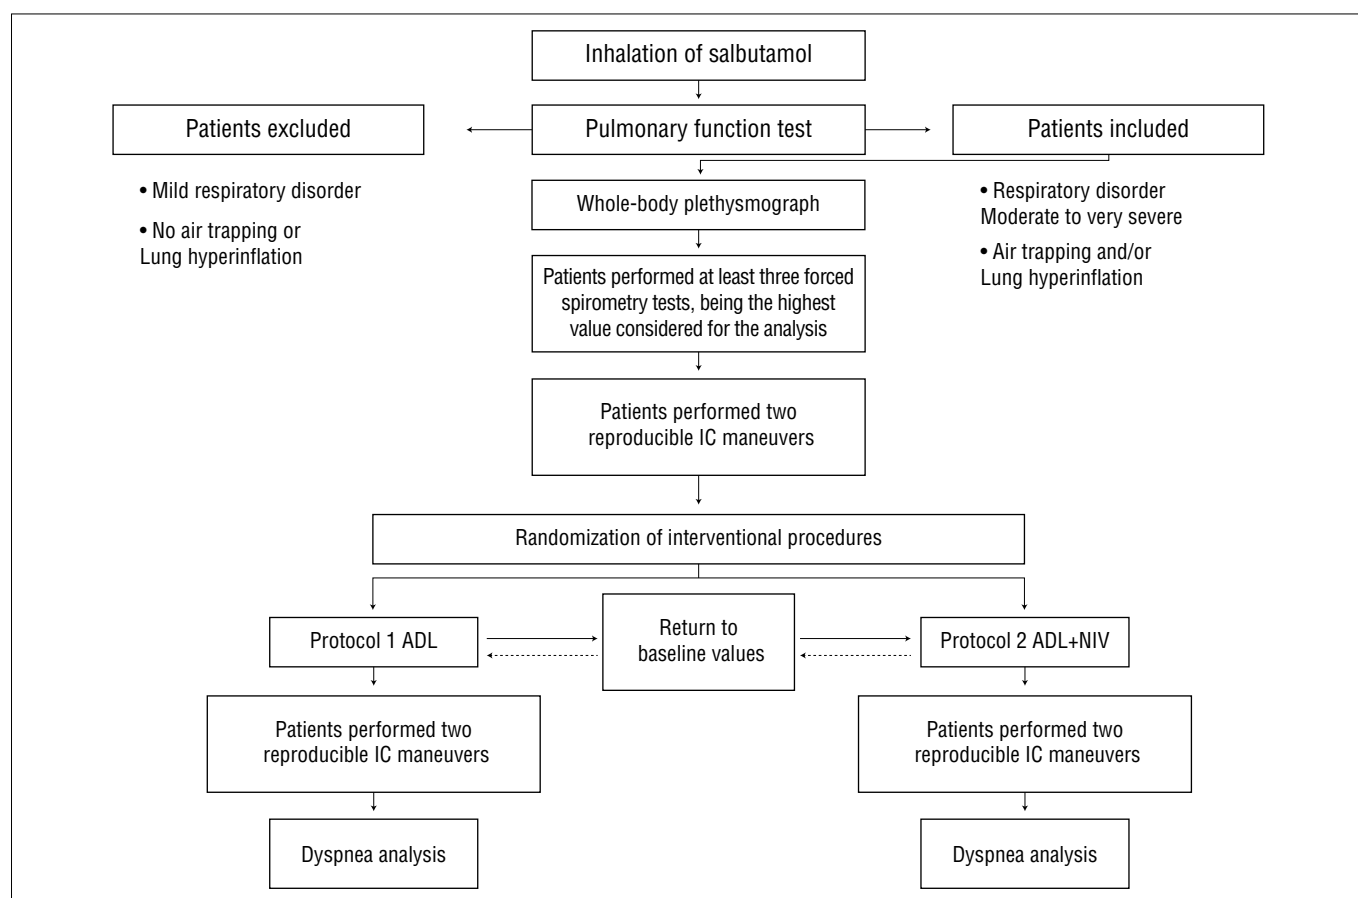 Inhalation of salbutamol
Patients excluded
Pulmonary function test
Patients included
• Mild respiratory disorder
• No air trapping or
Lung hyperinflation
Whole-body plethysmograph
• Respiratory disorder
Moderate to very severe
• Air trapping and/or
Lung hyperinflation
Patients performed at least three forced
spirometry tests, being the highest
value considered for the analysis
Patients performed two
reproducible IC maneuvers
Randomization of interventional procedures
Protocol 1 ADL
Return to
baseline values
Protocol 2 ADL+NIV
Patients performed two
reproducible IC maneuvers
Patients performed two
reproducible IC maneuvers
Dyspnea analysis
Dyspnea analysis